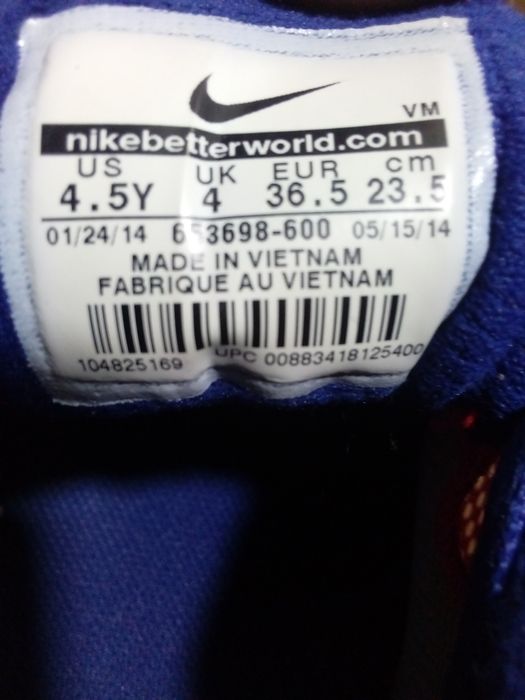 VM
nikebetterworld.com
US UK EUR cm
4.5Y 4 36.5 23.5
01/24/14 653698-600 05/15/14
MADE IN VIETNAM
FABRIQUE AU VIETNAM
104825169 UPC 00883418125400